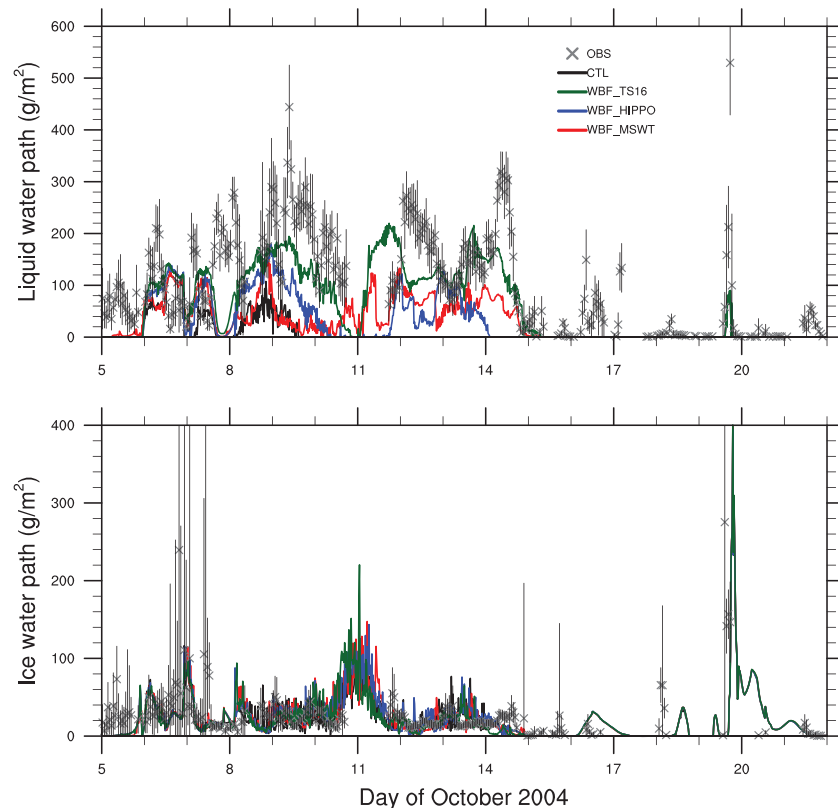 600
500
400
300
200
100
0
Liquid water path (g/m²)
OBS
CTL
WBF_TS16
WBF_HIPPO
WBF_MSWT
5 8 11 14 17 20
400
300
200
100
0
Ice water path (g/m²)
5 8 11 14 17 20
Day of October 2004